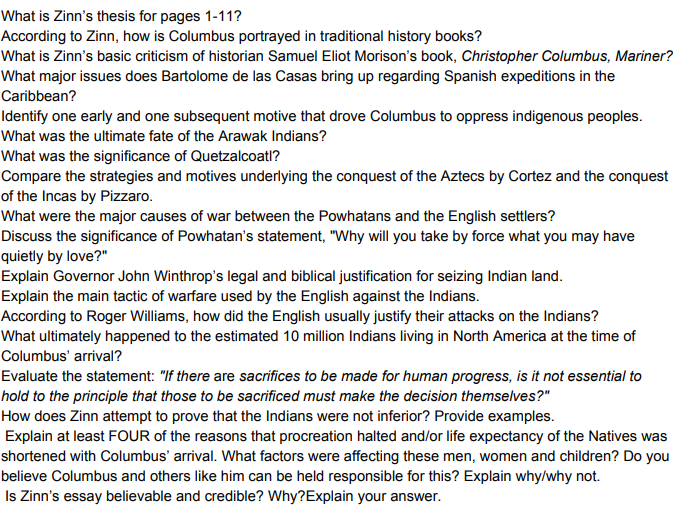 What is Zinn's thesis for pages 1-11?
According to Zinn, how is Columbus portrayed in traditional history books?
What is Zinn's basic criticism of historian Samuel Eliot Morison's book, Christopher Columbus, Mariner?
What major issues does Bartolome de las Casas bring up regarding Spanish expeditions in the
Caribbean?
Identify one early and one subsequent motive that drove Columbus to oppress indigenous peoples.
What was the ultimate fate of the Arawak Indians?
What was the significance of Quetzalcoatl?
Compare the strategies and motives underlying the conquest of the Aztecs by Cortez and the conquest
of the Incas by Pizzaro.
What were the major causes of war between the Powhatans and the English settlers?
Discuss the significance of Powhatan's statement, "Why will you take by force what you may have
quietly by love?"
Explain Governor John Winthrop's legal and biblical justification for seizing Indian land.
Explain the main tactic of warfare used by the English against the Indians.
According to Roger Williams, how did the English usually justify their attacks on the Indians?
What ultimately happened to the estimated 10 million Indians living in North America at the time of
Columbus' arrival?
Evaluate the statement: "If there are sacrifices to be made for human progress, is it not essential to
hold to the principle that those to be sacrificed must make the decision themselves?"
How does Zinn attempt to prove that the Indians were not inferior? Provide examples.
Explain at least FOUR of the reasons that procreation halted and/or life expectancy of the Natives was
shortened with Columbus' arrival. What factors were affecting these men, women and children? Do you
believe Columbus and others like him can be held responsible for this? Explain why/why not.
Is Zinn's essay believable and credible? Why?Explain your answer.